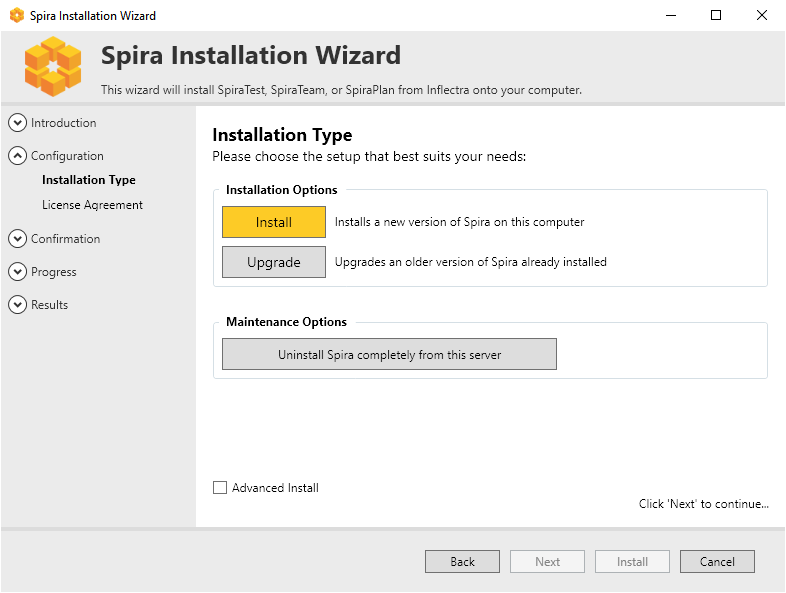 Spira Installation Wizard
Spira Installation Wizard
This wizard will install SpiraTest, SpiraTeam, or SpiraPlan from Inflectra onto your computer.
Introduction
Configuration
Installation Type
License Agreement
Confirmation
Progress
Results
Installation Type
Please choose the setup that best suits your needs:
Installation Options
Install Installs a new version of Spira on this computer
Upgrade Upgrades an older version of Spira already installed
Maintenance Options
Uninstall Spira completely from this server
Advanced Install
Click 'Next' to continue...
Back Next Install Cancel